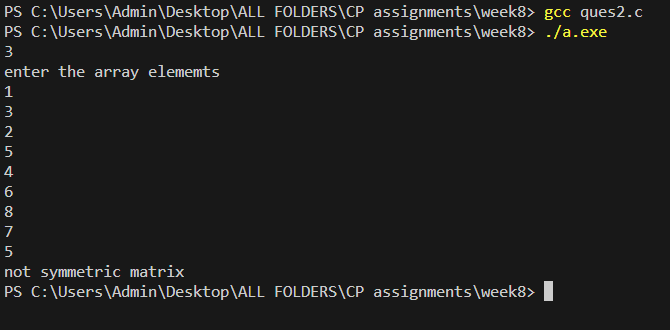 PS C:\Users\Admin\Desktop\ALL FOLDERS\CP assignments\week8> gcc ques2.c
PS C:\Users\Admin\Desktop\ALL FOLDERS\CP assignments\week8> ./a.exe
3
enter the array elememts
1
3
2
5
4
6
8
7
5
not symmetric matrix
PS C:\Users\Admin\Desktop\ALL FOLDERS\CP assignments\week8>